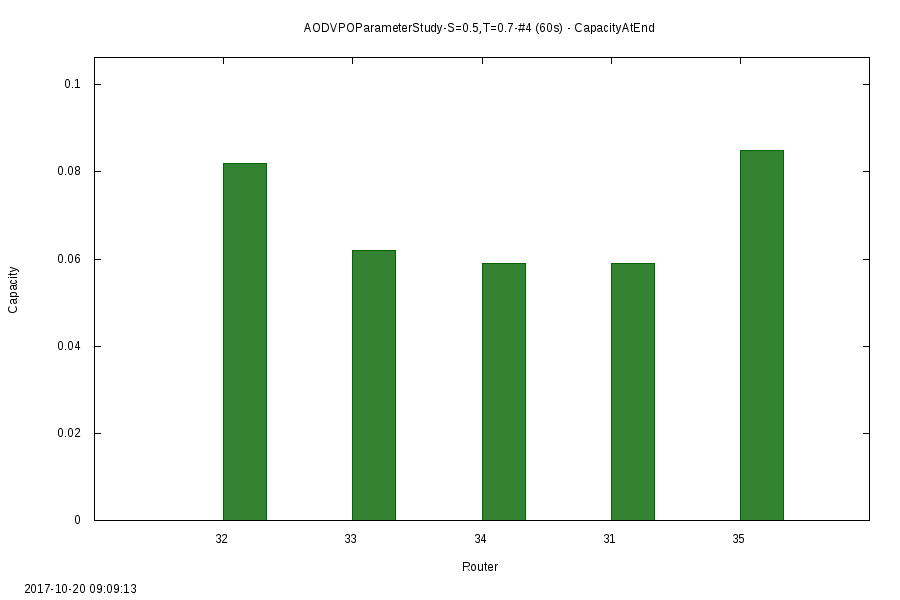 AODVPOParameterStudy-S=0.5,T=0.7-#4 (60s) - CapacityAtEnd
0.1
0.08
0.06
0.04
0.02
0
Capacity
32 33 34 31 35
Router
2017-10-20 09:09:13